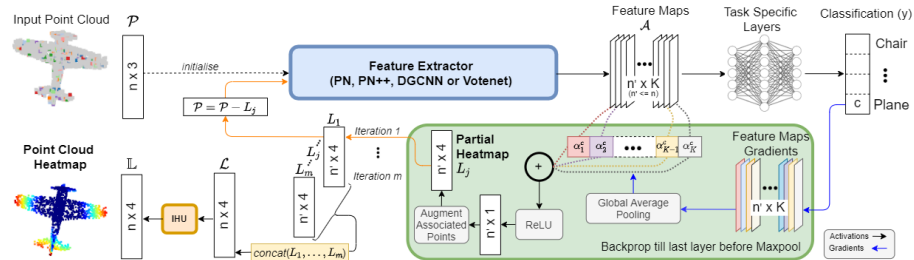 Input Point Cloud
𝒫
n x 3
initialise
Feature Extractor
(PN, PN++, DGCNN or Votenet)
Feature Maps
𝒜
n' x K
(n' <= n)
Task Specific
Layers
Classification (y)
Chair
Plane
c
𝒫 = 𝒫 − L_j
Point Cloud
Heatmap
𝕃
n x 4
IHU
ℒ
n x 4
L_1
L_j
L_m
n' x 4
n' x 4
concat(L_1, . . . , L_m)
Iteration 1
Iteration m
n' x 4
Partial
Heatmap
L_j
Augment
Associated
Points
n' x 1
ReLU
+
α_1^c
α_2^c
α_{K−1}^c
α_K^c
Global Average
Pooling
Feature Maps
Gradients
n' x K
Backprop till last layer before Maxpool
Activations
Gradients